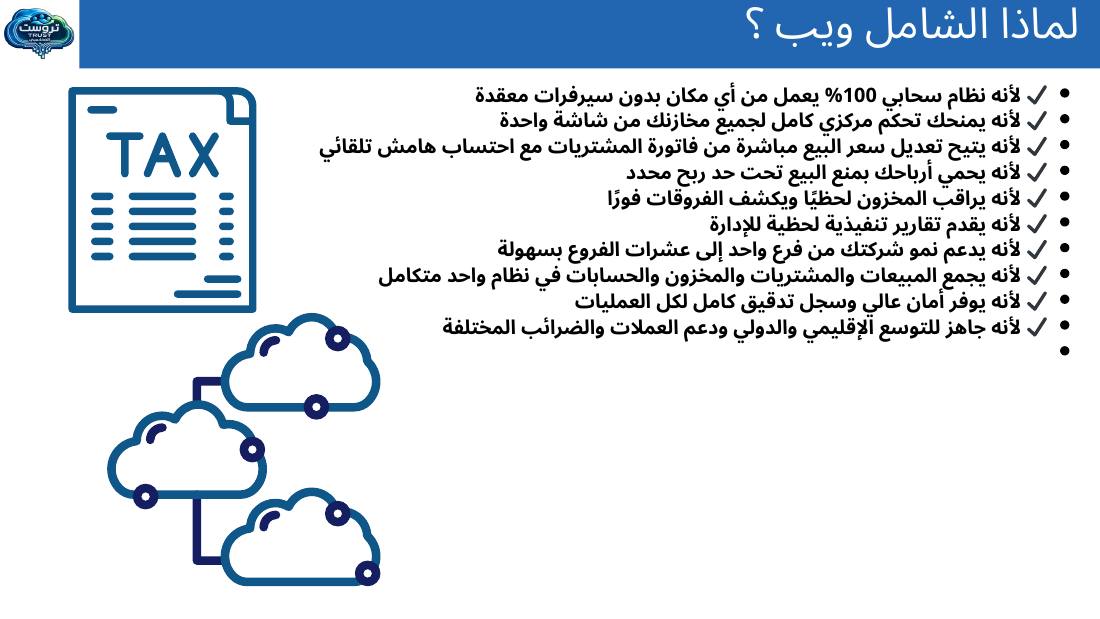 لماذا الشامل ويب ؟
تروست
TRUST
✓ لأنه نظام سحابي 100% يعمل من أي مكان بدون سيرفرات معقدة
✓ لأنه يمنحك تحكم مركزي كامل لجميع مخازنك من شاشة واحدة
✓ لأنه يتيح تعديل سعر البيع مباشرة من فاتورة المشتريات مع احتساب هامش تلقائي
✓ لأنه يحمي أرباحك بمنع البيع تحت حد ربح محدد
✓ لأنه يراقب المخزون لحظيًا ويكشف الفروقات فورًا
✓ لأنه يقدم تقارير تنفيذية لحظية للإدارة
✓ لأنه يدعم نمو شركتك من فرع واحد إلى عشرات الفروع بسهولة
✓ لأنه يجمع المبيعات والمشتريات والمخزون والحسابات في نظام واحد متكامل
✓ لأنه يوفر أمان عالي وسجل تدقيق كامل لكل العمليات
✓ لأنه جاهز للتوسع الإقليمي والدولي ودعم العملات والضرائب المختلفة
TAX